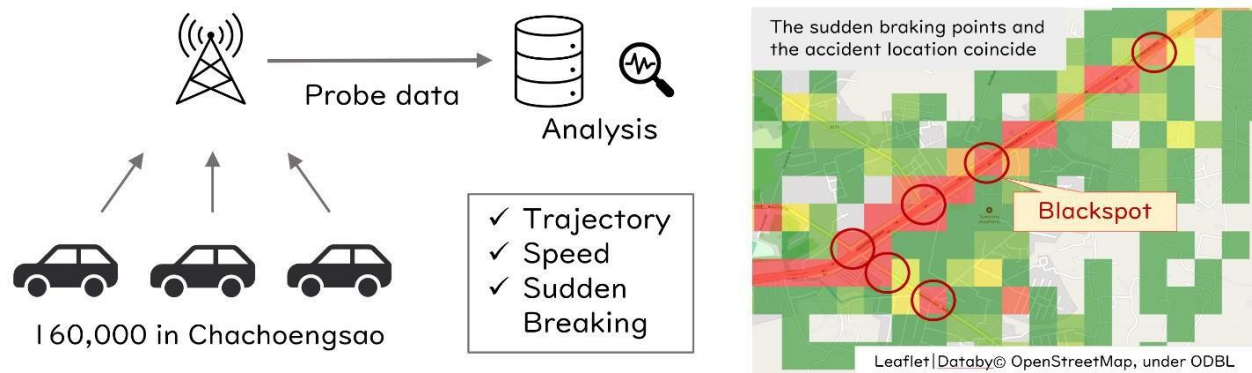 Probe data
Analysis
160,000 in Chachoengsao
✓ Trajectory
✓ Speed
✓ Sudden
Breaking
The sudden braking points and
the accident location coincide
Blackspot
Leaflet|Databy© OpenStreetMap, under ODBL